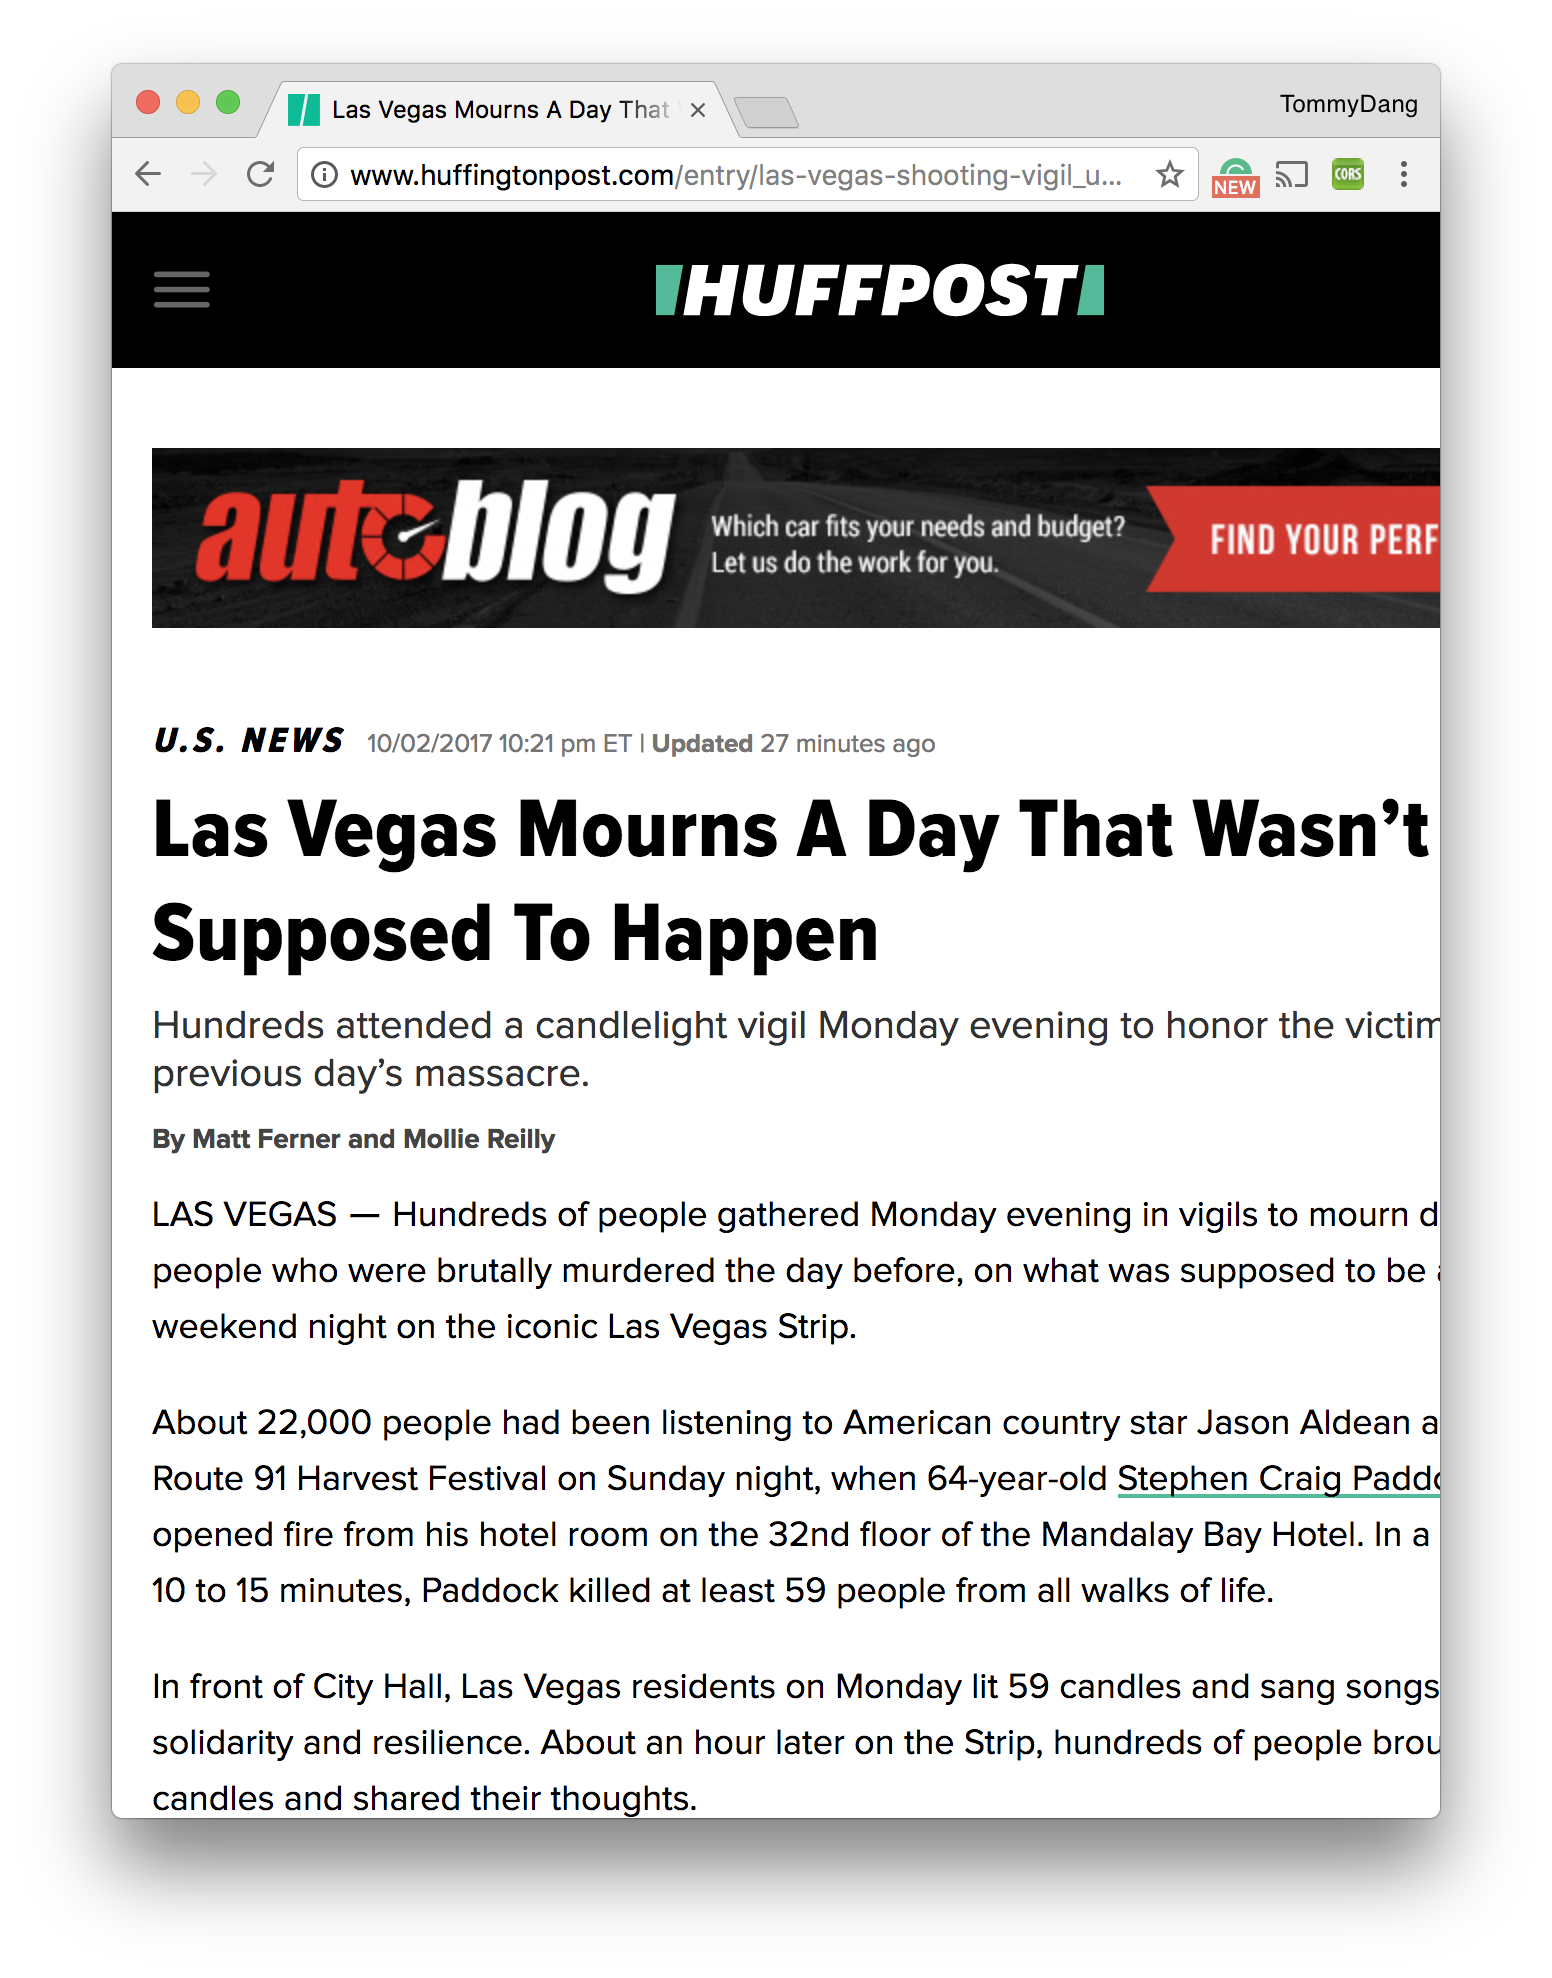 Las Vegas Mourns A Day That
TommyDang
www.huffingtonpost.com/entry/las-vegas-shooting-vigil_u...
NEW
CORS
HUFFPOST
autoblog
Which car fits your needs and budget?
Let us do the work for you.
FIND YOUR PERF
U.S. NEWS 10/02/2017 10:21 pm ET | Updated 27 minutes ago
Las Vegas Mourns A Day That Wasn’t
Supposed To Happen
Hundreds attended a candlelight vigil Monday evening to honor the victim
previous day’s massacre.
By Matt Ferner and Mollie Reilly
LAS VEGAS — Hundreds of people gathered Monday evening in vigils to mourn d
people who were brutally murdered the day before, on what was supposed to be
weekend night on the iconic Las Vegas Strip.
About 22,000 people had been listening to American country star Jason Aldean a
Route 91 Harvest Festival on Sunday night, when 64-year-old Stephen Craig Paddo
opened fire from his hotel room on the 32nd floor of the Mandalay Bay Hotel. In a
10 to 15 minutes, Paddock killed at least 59 people from all walks of life.
In front of City Hall, Las Vegas residents on Monday lit 59 candles and sang songs
solidarity and resilience. About an hour later on the Strip, hundreds of people brou
candles and shared their thoughts.